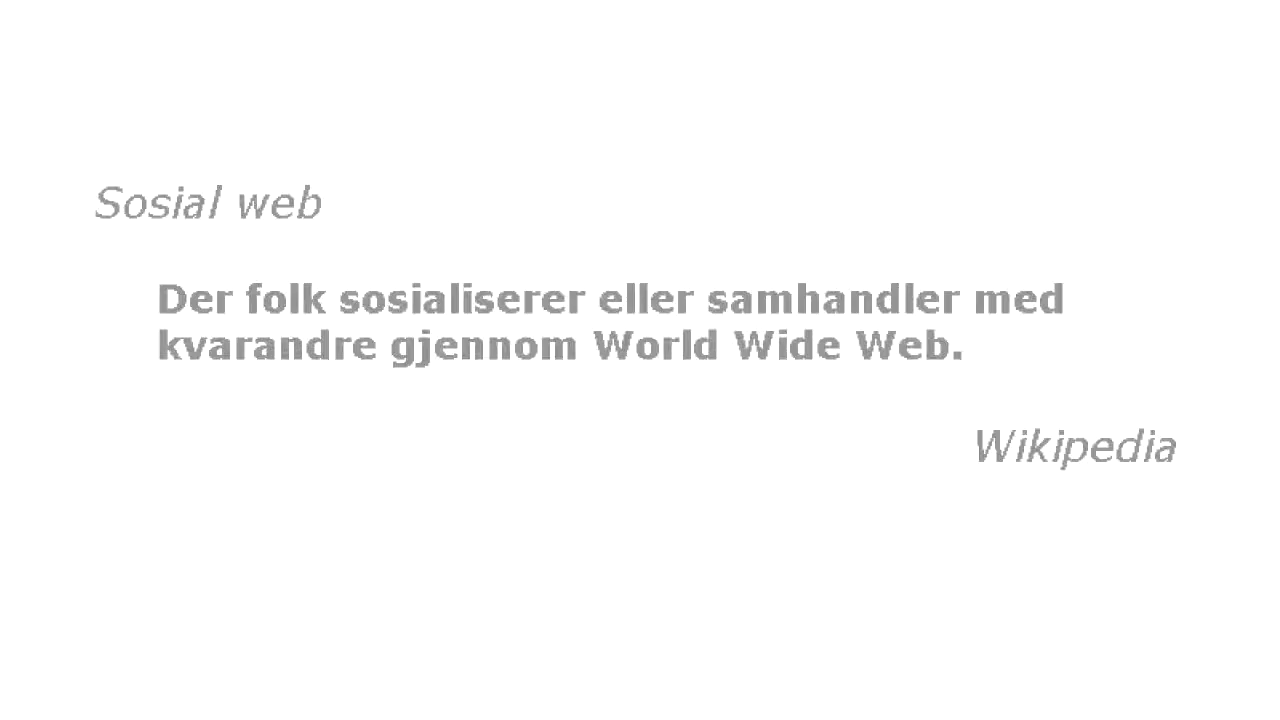 Sosial web
Der folk sosialiserer eller samhandler med
kvarandre gjennom World Wide Web.
Wikipedia